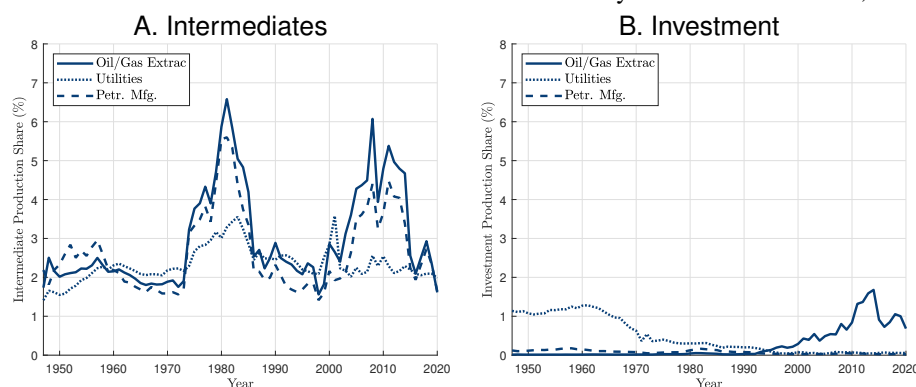 A. Intermediates
Intermediate Production Share (%)
8
7
6
5
4
3
2
1
0
Oil/Gas Extrac
Utilities
Petr. Mfg.
1950 1960 1970 1980 1990 2000 2010 2020
Year
B. Investment
Investment Production Share (%)
8
7
6
5
4
3
2
1
0
Oil/Gas Extrac
Utilities
Petr. Mfg.
1950 1960 1970 1980 1990 2000 2010 2020
Year